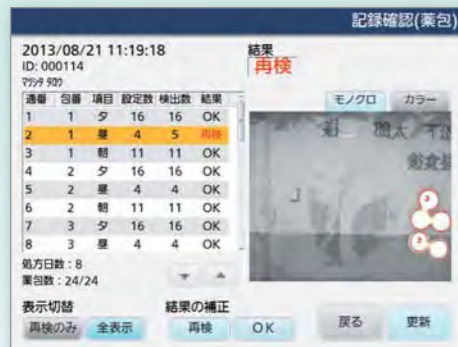 記録確認(薬包)
2013/08/21 11:19:18
ID: 000114
ﾏﾂｼﾀ ﾀﾛｳ
結果
再検
通番 包番 項目 設定数 検出数 結果
1 1 夕 16 16 OK
2 1 昼 4 5 再検
3 1 朝 11 11 OK
4 2 夕 16 16 OK
5 2 昼 4 4 OK
6 2 朝 11 11 OK
7 3 夕 16 16 OK
8 3 昼 4 4 OK
モノクロ カラー
処方日数:8
薬包数:24/24
表示切替
再検のみ 全表示
結果の補正
再検 OK
戻る 更新